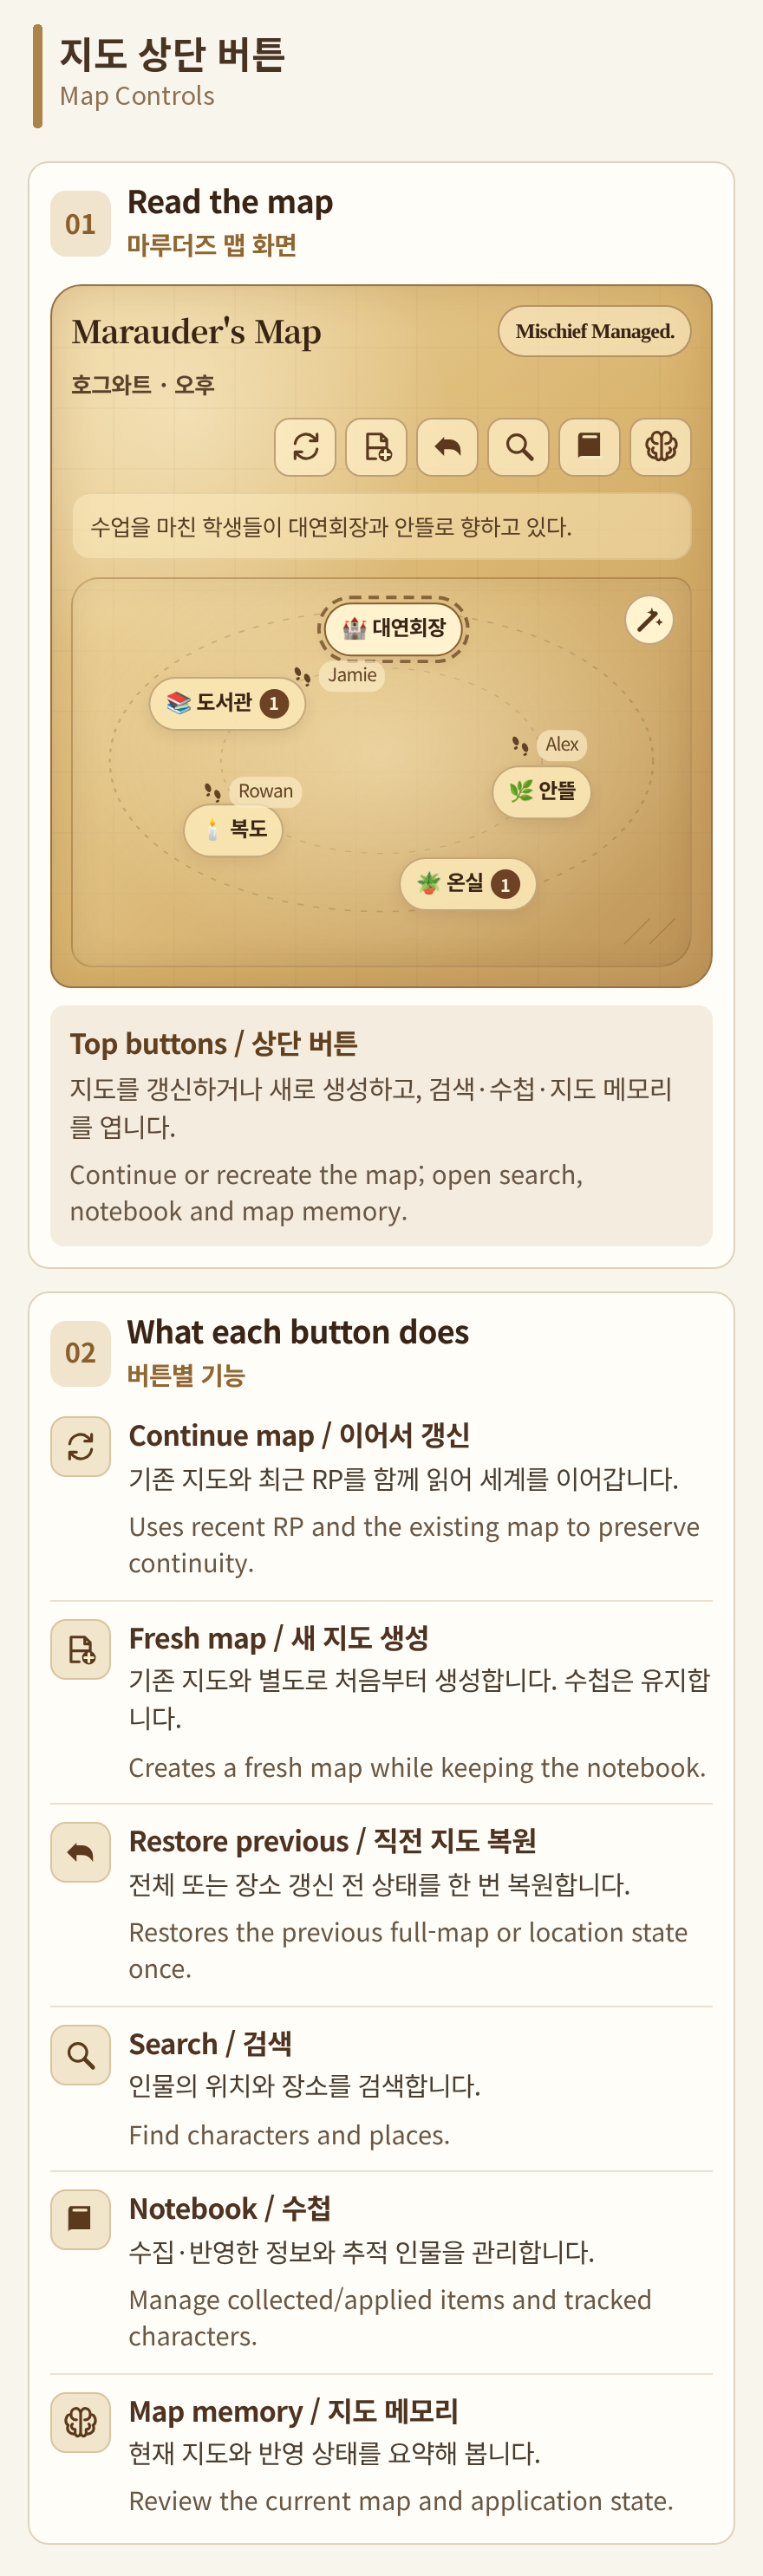 지도 상단 버튼
Map Controls
01
Read the map
마루더즈 맵 화면
Marauder's Map
Mischief Managed.
호그와트 · 오후
수업을 마친 학생들이 대연회장과 안뜰로 향하고 있다.
대연회장
Jamie
도서관 1
Alex
안뜰
Rowan
복도
온실 1
Top buttons / 상단 버튼
지도를 갱신하거나 새로 생성하고, 검색·수첩·지도 메모리
를 엽니다.
Continue or recreate the map; open search,
notebook and map memory.
02
What each button does
버튼별 기능
Continue map / 이어서 갱신
기존 지도와 최근 RP를 함께 읽어 세계를 이어갑니다.
Uses recent RP and the existing map to preserve
continuity.
Fresh map / 새 지도 생성
기존 지도와 별도로 처음부터 생성합니다. 수첩은 유지합
니다.
Creates a fresh map while keeping the notebook.
Restore previous / 직전 지도 복원
전체 또는 장소 갱신 전 상태를 한 번 복원합니다.
Restores the previous full-map or location state
once.
Search / 검색
인물의 위치와 장소를 검색합니다.
Find characters and places.
Notebook / 수첩
수집·반영한 정보와 추적 인물을 관리합니다.
Manage collected/applied items and tracked
characters.
Map memory / 지도 메모리
현재 지도와 반영 상태를 요약해 봅니다.
Review the current map and application state.